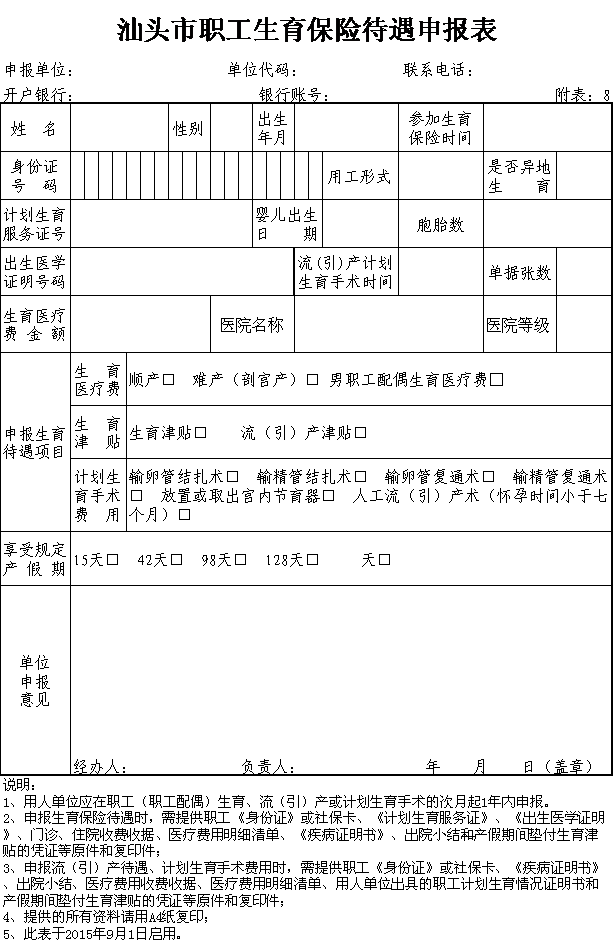 汕头市职工生育保险待遇申报表
申报单位： 单位代码： 联系电话：
开户银行： 银行账号： 附表：8
姓 名 性别 出生年月 参加生育保险时间
身份证号 码 用工形式 是否异地生 育
计划生育服务证号 婴儿出生日 期 胞胎数
出生医学证明号码 流(引)产计划生育手术时间 单据张数
生育医疗费 金 额 医院名称 医院等级
申报生育待遇项目
生 育医疗费 顺产□ 难产（剖宫产）□ 男职工配偶生育医疗费□
生 育津 贴 生育津贴□ 流（引）产津贴□
计划生育手术费 用
输卵管结扎术□ 输精管结扎术□ 输卵管复通术□ 输精管复通术
□ 放置或取出宫内节育器□ 人工流（引）产术（怀孕时间小于七
个月）□
享受规定产 假 期 15天□ 42天□ 98天□ 128天□ 天□
单位
申报
意见
经办人： 负责人： 年 月 日（盖章）
说明：
1、用人单位应在职工（职工配偶）生育、流（引）产或计划生育手术的次月起1年内申报。
2、申报生育保险待遇时，需提供职工《身份证》或社保卡、《计划生育服务证》、《出生医学证明
》、门诊、住院收费收据、医疗费用明细清单、《疾病证明书》、出院小结和产假期间垫付生育津
贴的凭证等原件和复印件；
3、申报流（引）产待遇、计划生育手术费用时，需提供职工《身份证》或社保卡、《疾病证明书》
、出院小结、医疗费用收费收据、医疗费用明细清单、用人单位出具的职工计划生育情况证明书和
产假期间垫付生育津贴的凭证等原件和复印件；
4、提供的所有资料请用A4纸复印；
5、此表于2015年9月1日启用。